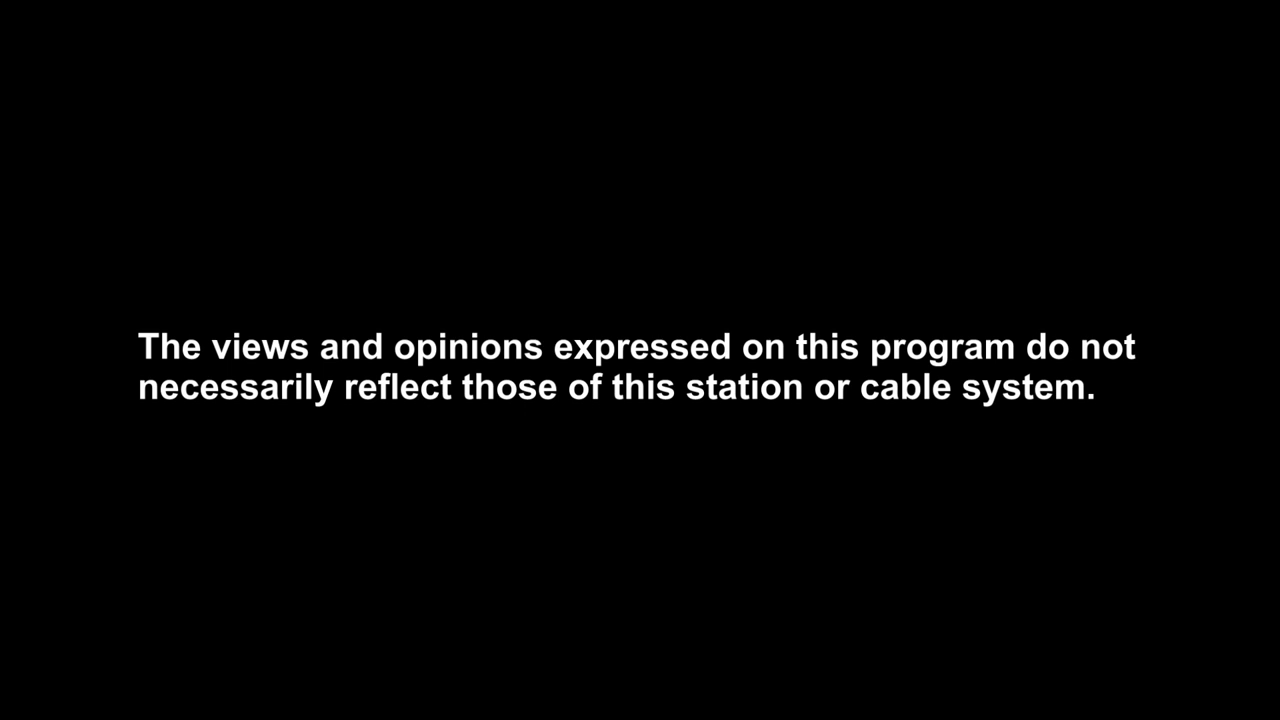 The views and opinions expressed on this program do not
necessarily reflect those of this station or cable system.